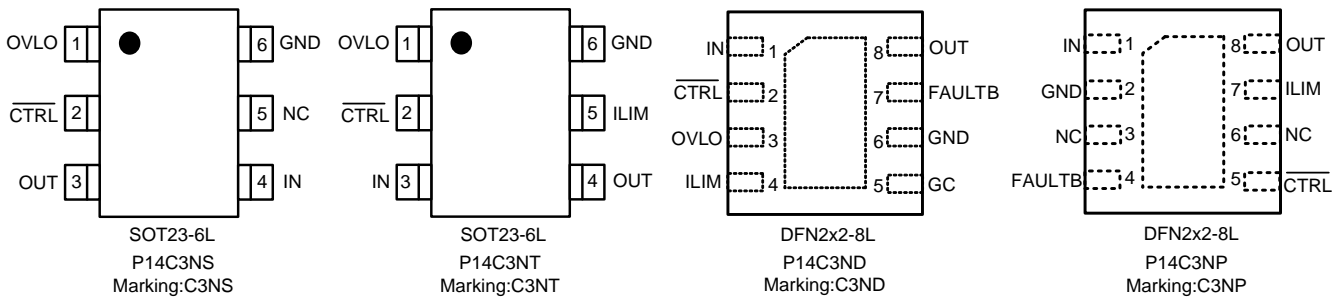 OVLO 1 6 GND
CTRL 2 5 NC
OUT 3 4 IN
SOT23-6L
P14C3NS
Marking:C3NS
OVLO 1 6 GND
CTRL 2 5 ILIM
IN 3 4 OUT
SOT23-6L
P14C3NT
Marking:C3NT
IN 1 8 OUT
CTRL 2 7 FAULTB
OVLO 3 6 GND
ILIM 4 5 GC
DFN2x2-8L
P14C3ND
Marking:C3ND
IN 1 8 OUT
GND 2 7 ILIM
NC 3 6 NC
FAULTB 4 5 CTRL
DFN2x2-8L
P14C3NP
Marking:C3NP